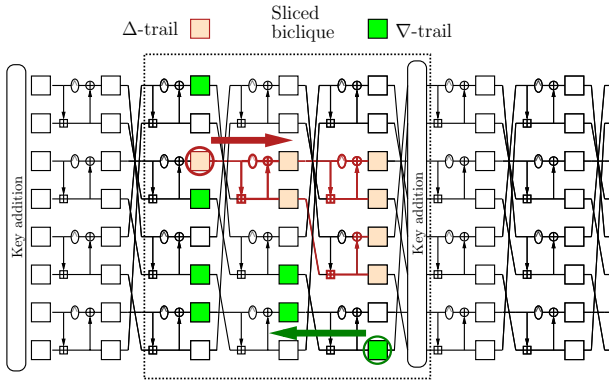 Δ-trail
Sliced
biclique
∇-trail
Key addition
Key addition